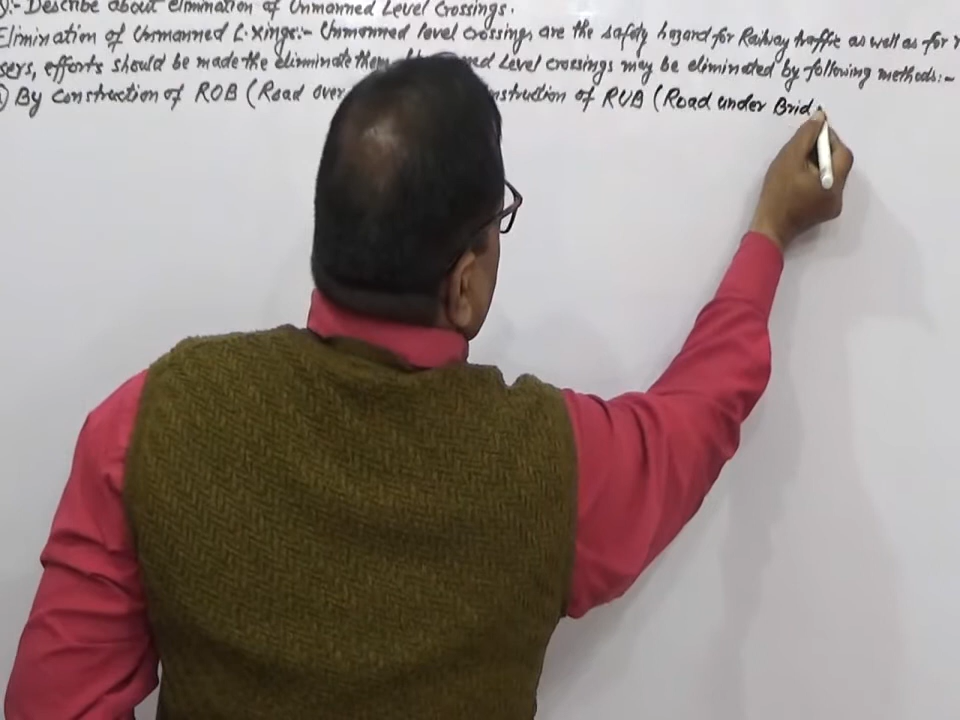 ):- Describe about elimination of Unmanned Level Crossings.
Elimination of Unmanned L.Xings:- Unmanned level crossings are the safety hazard for Railway traffic as well as for r
sers, efforts should be made the eliminate them. Level crossings may be eliminated by following methods:-
) By Construction of ROB (Road over nstruction of RUB (Road under Bridg